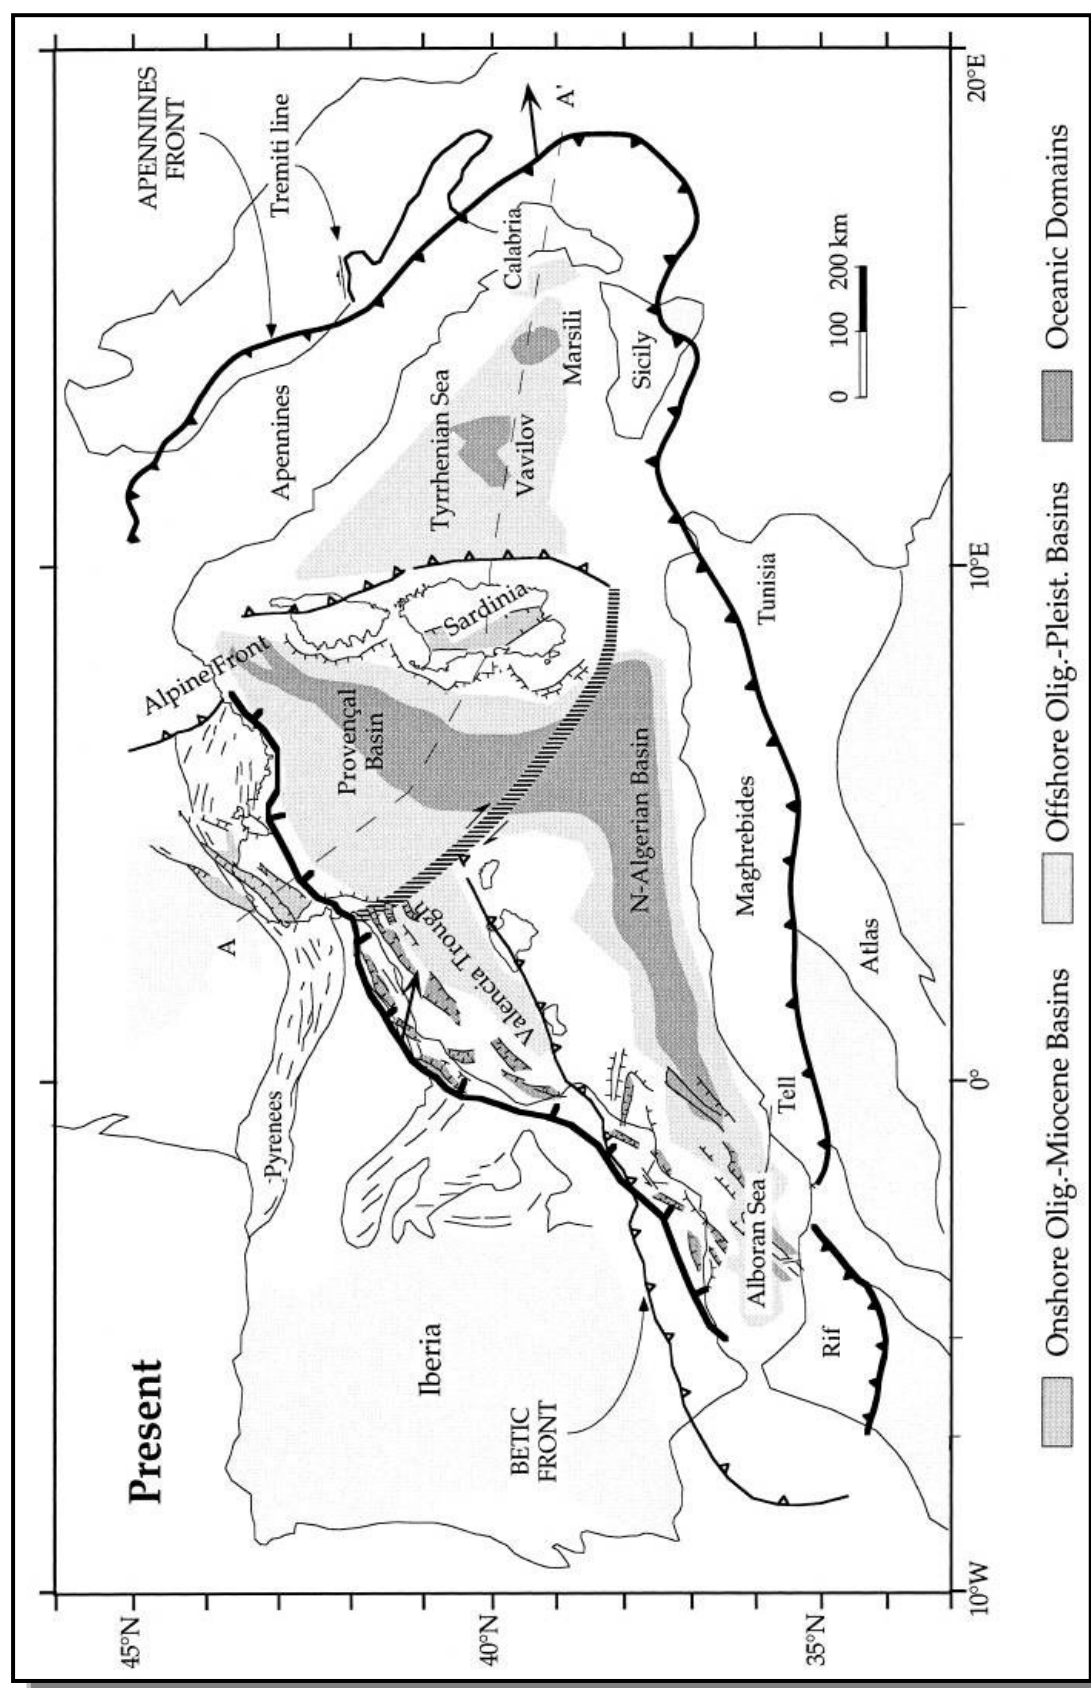 Present
APENNINES
FRONT
Tremiti line
A'
Apennines
Calabria
Tyrrhenian Sea
Marsili
Vavilov
Sicily
0 100 200 km
Alpine Front
Sardinia
Provençal
Basin
N-Algerian Basin
Tunisia
Maghrebides
Atlas
A
Valencia Trough
Pyrenees
Tell
Alboran Sea
Iberia
Rif
BETIC
FRONT
45°N
40°N
35°N
10°W
0°
10°E
20°E
Onshore Olig.-Miocene Basins
Offshore Olig.-Pleist. Basins
Oceanic Domains